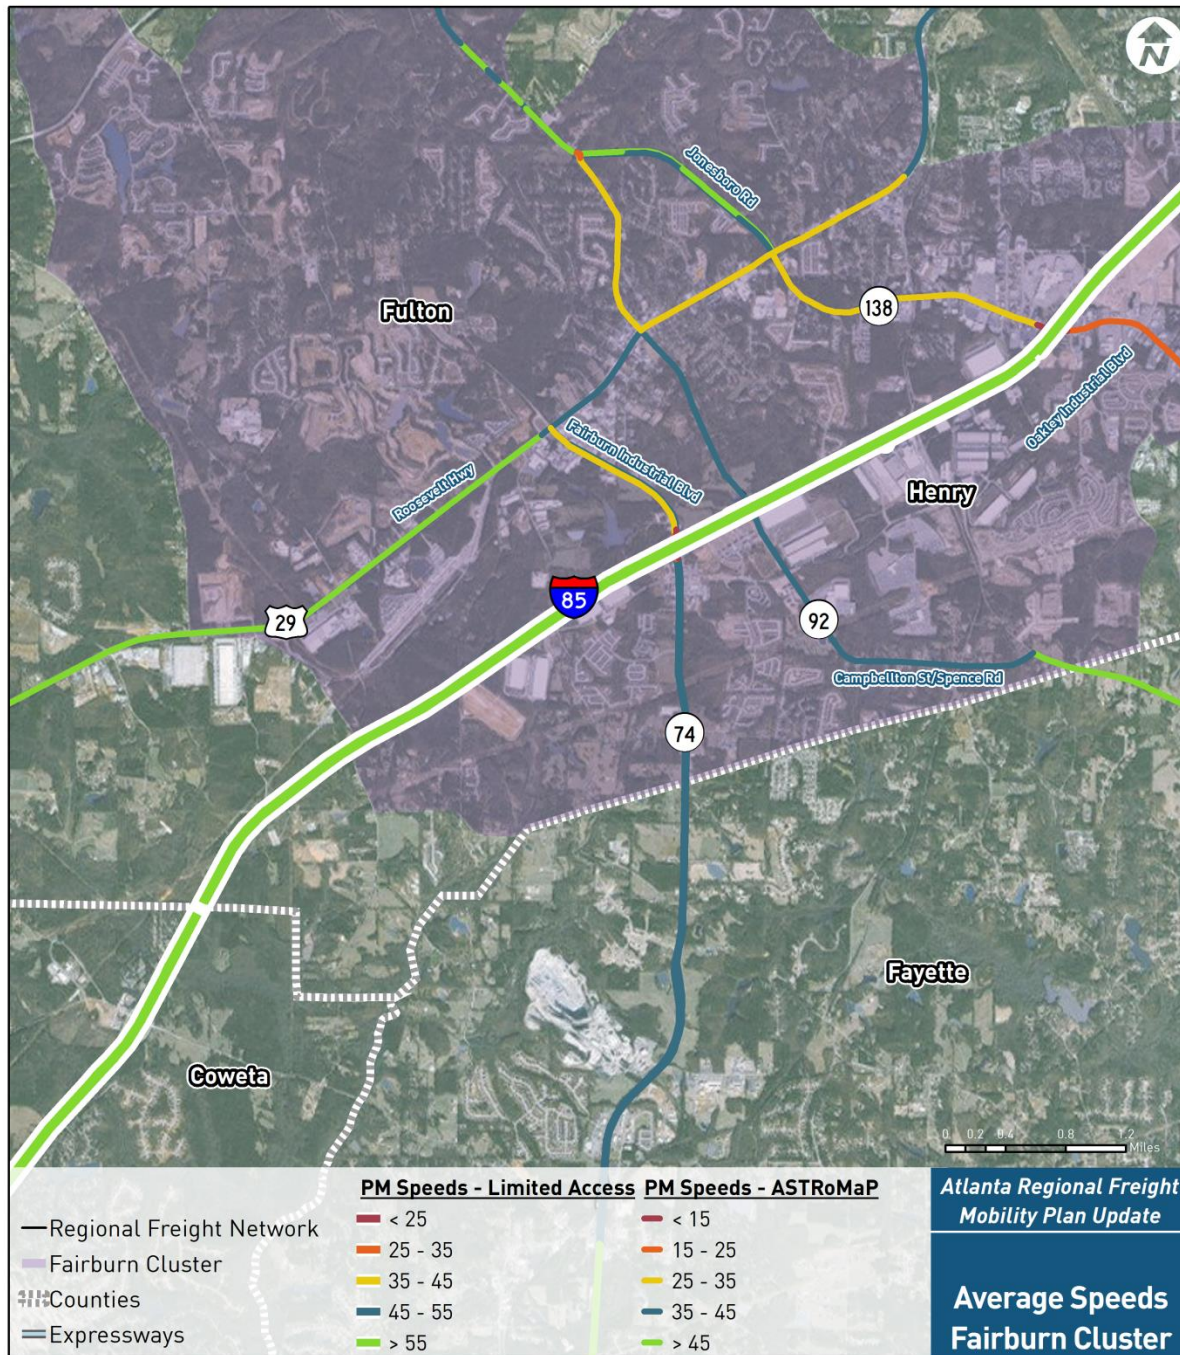 N
Jonesboro Rd
Fulton
138
Oakley Industrial Blvd
Fairburn Industrial Blvd
Roosevelt Hwy
Henry
85
29
92
Campbellton St/Spence Rd
74
Fayette
Coweta
0 0.2 0.4 0.8 1.2
Miles
Regional Freight Network
Fairburn Cluster
Counties
Expressways
PM Speeds - Limited Access
< 25
25 - 35
35 - 45
45 - 55
> 55
PM Speeds - ASTRoMaP
< 15
15 - 25
25 - 35
35 - 45
> 45
Atlanta Regional Freight
Mobility Plan Update
Average Speeds
Fairburn Cluster